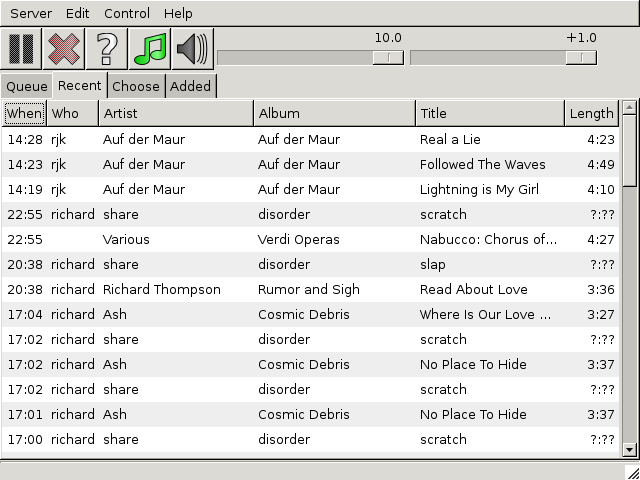 Server Edit Control Help
10.0 +1.0
Queue Recent Choose Added
When Who Artist Album Title Length
14:28 rjk Auf der Maur Auf der Maur Real a Lie 4:23
14:23 rjk Auf der Maur Auf der Maur Followed The Waves 4:49
14:19 rjk Auf der Maur Auf der Maur Lightning is My Girl 4:10
22:55 richard share disorder scratch ?:??
22:55 Various Verdi Operas Nabucco: Chorus of... 4:27
20:38 richard share disorder slap ?:??
20:38 richard Richard Thompson Rumor and Sigh Read About Love 3:36
17:04 richard Ash Cosmic Debris Where Is Our Love ... 3:27
17:02 richard share disorder scratch ?:??
17:02 richard Ash Cosmic Debris No Place To Hide 3:37
17:02 richard share disorder scratch ?:??
17:01 richard Ash Cosmic Debris No Place To Hide 3:37
17:00 richard share disorder scratch ?:??